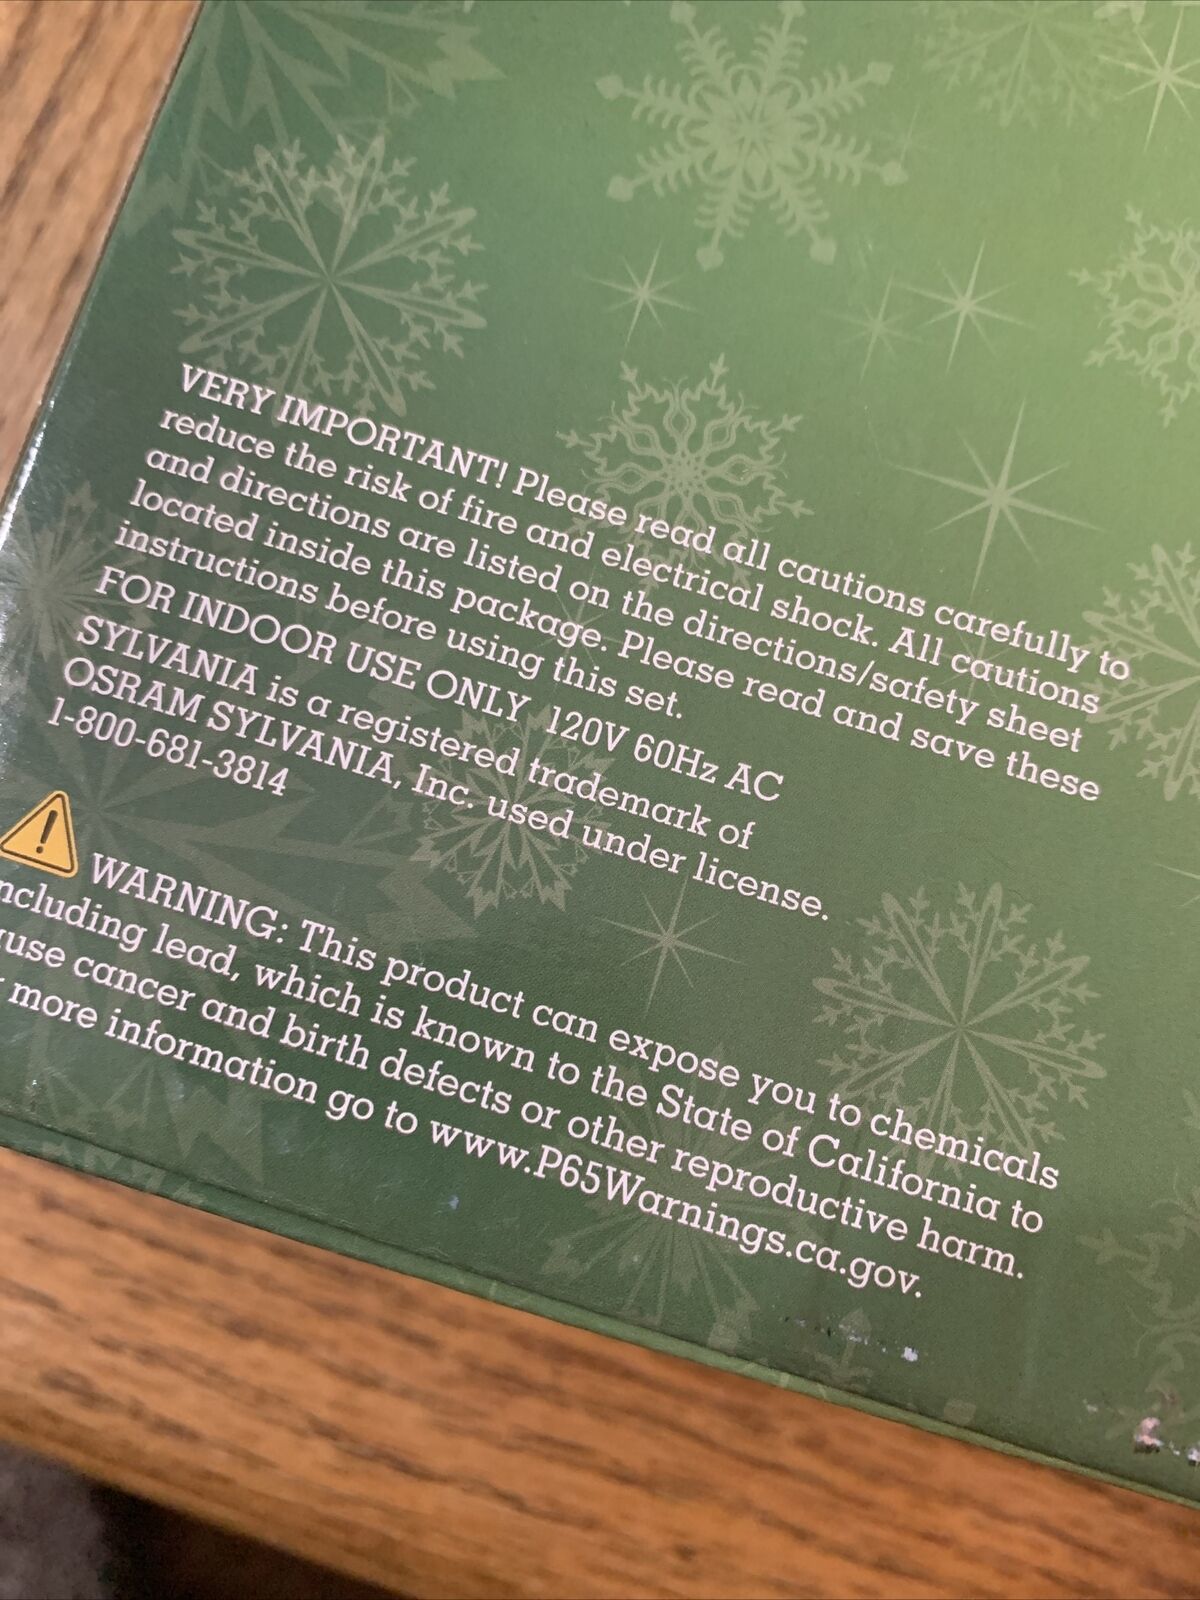 VERY IMPORTANT! Please read all cautions carefully to
reduce the risk of fire and electrical shock. All cautions
and directions are listed on the directions/safety sheet
located inside this package. Please read and save these
instructions before using this set.
FOR INDOOR USE ONLY 120V 60Hz AC
SYLVANIA is a registered trademark of
OSRAM SYLVANIA, Inc. used under license.
1-800-681-3814
WARNING: This product can expose you to chemicals
ncluding lead, which is known to the State of California to
use cancer and birth defects or other reproductive harm.
more information go to www.P65Warnings.ca.gov.